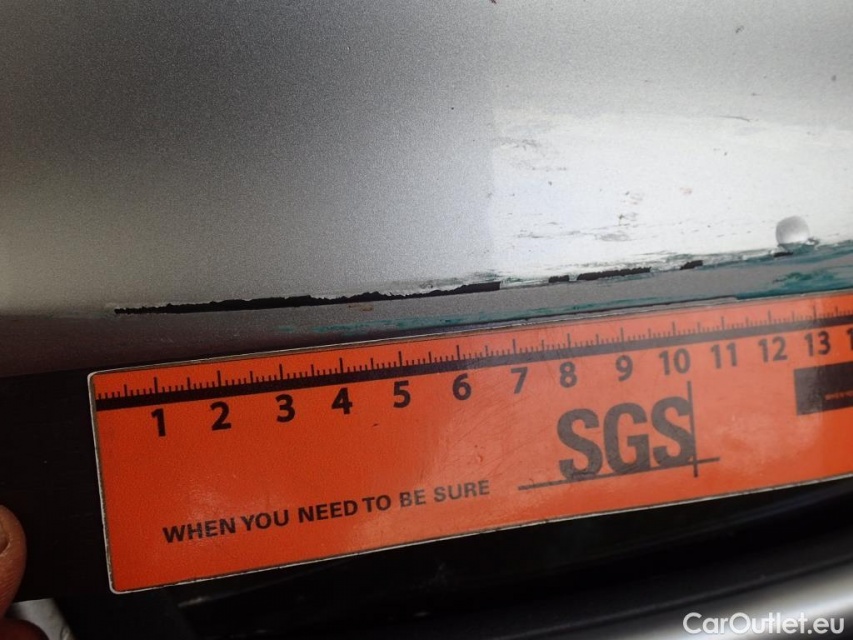 1 2 3 4 5 6 7 8 9 10 11 12 13
SGS
WHEN YOU NEED TO BE SURE
CarOutlet.eu